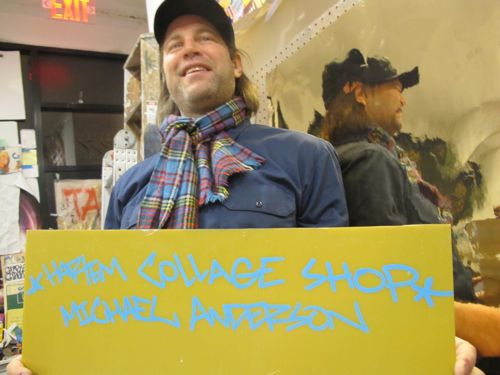 EXIT
*HARLEM COLLAGE SHOP*
MICHAEL ANDERSON